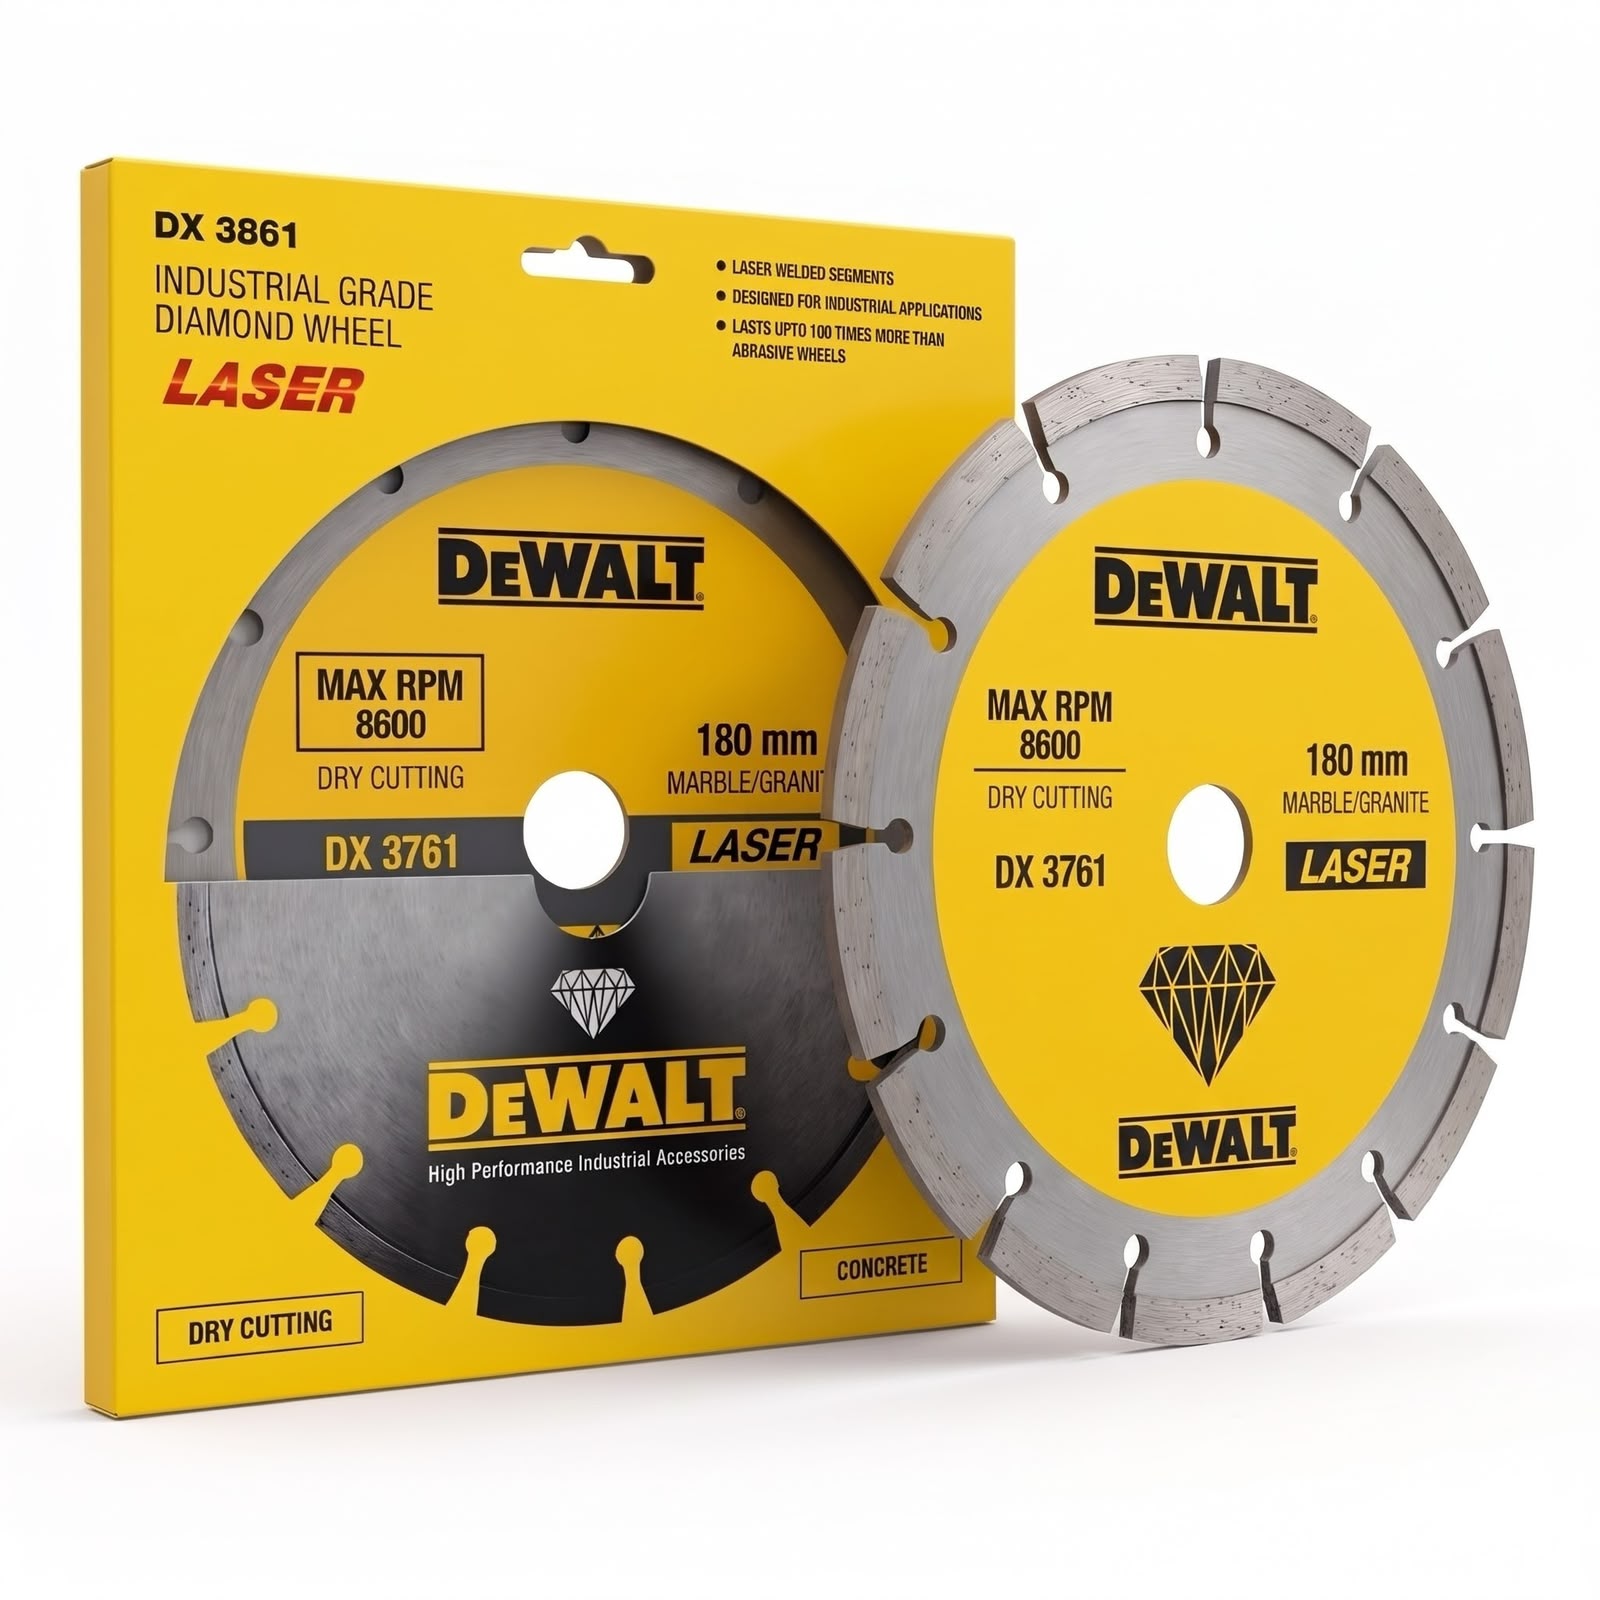 DX 3861
INDUSTRIAL GRADE
DIAMOND WHEEL
LASER
• LASER WELDED SEGMENTS
• DESIGNED FOR INDUSTRIAL APPLICATIONS
• LASTS UPTO 100 TIMES MORE THAN
ABRASIVE WHEELS
DEWALT®
MAX RPM
8600
DRY CUTTING
180 mm
MARBLE/GRANIT
DX 3761
LASER
DEWALT®
High Performance Industrial Accessories
DRY CUTTING
CONCRETE
DEWALT®
MAX RPM
8600
DRY CUTTING
180 mm
MARBLE/GRANITE
DX 3761
LASER
DEWALT®